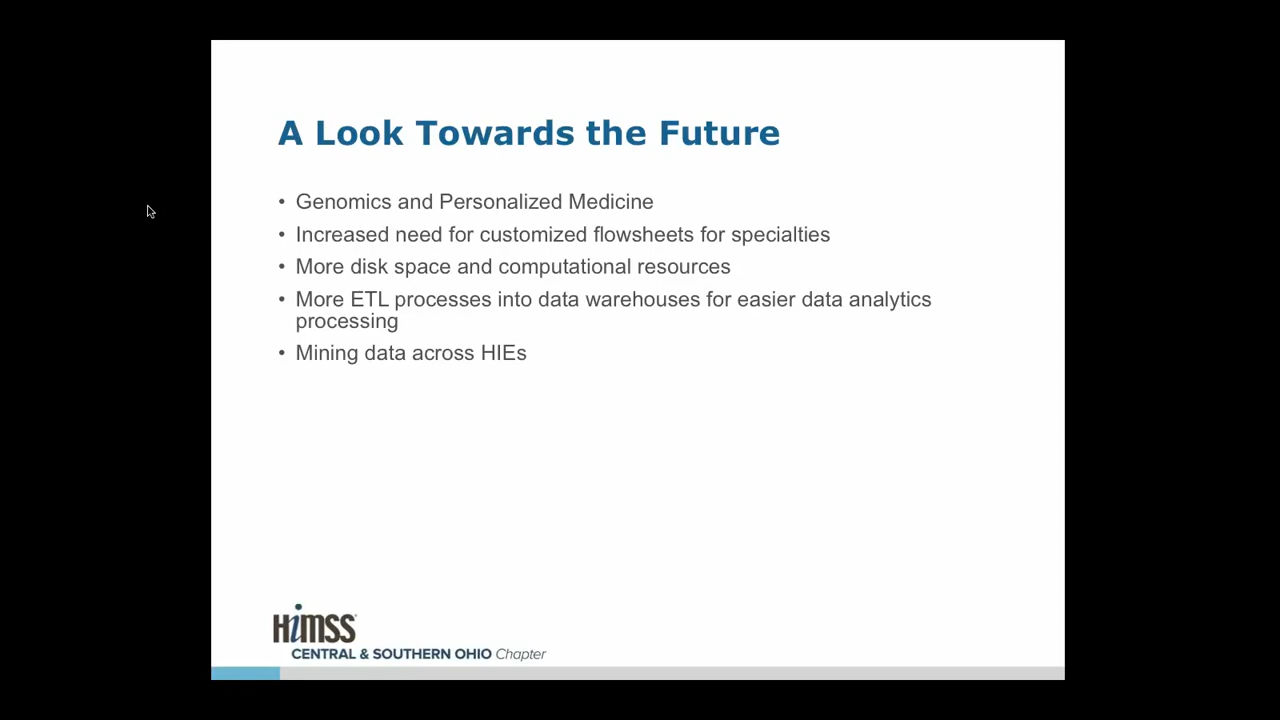 A Look Towards the Future
• Genomics and Personalized Medicine
• Increased need for customized flowsheets for specialties
• More disk space and computational resources
• More ETL processes into data warehouses for easier data analytics
processing
• Mining data across HIEs
HiMSS
CENTRAL & SOUTHERN OHIO Chapter